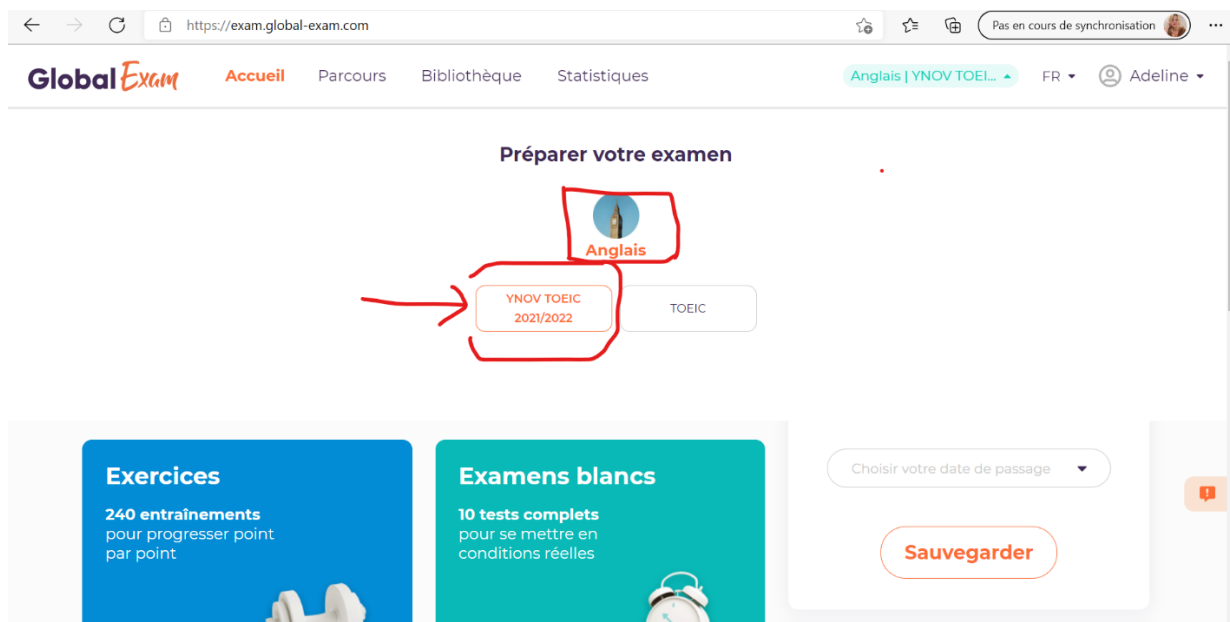 https://exam.global-exam.com
Pas en cours de synchronisation
Global Exam
Accueil
Parcours
Bibliothèque
Statistiques
Anglais | YNOV TOEI...
FR
Adeline
Préparer votre examen
Anglais
YNOV TOEIC
2021/2022
TOEIC
Exercices
240 entraînements
pour progresser point
par point
Examens blancs
10 tests complets
pour se mettre en
conditions réelles
Choisir votre date de passage
Sauvegarder